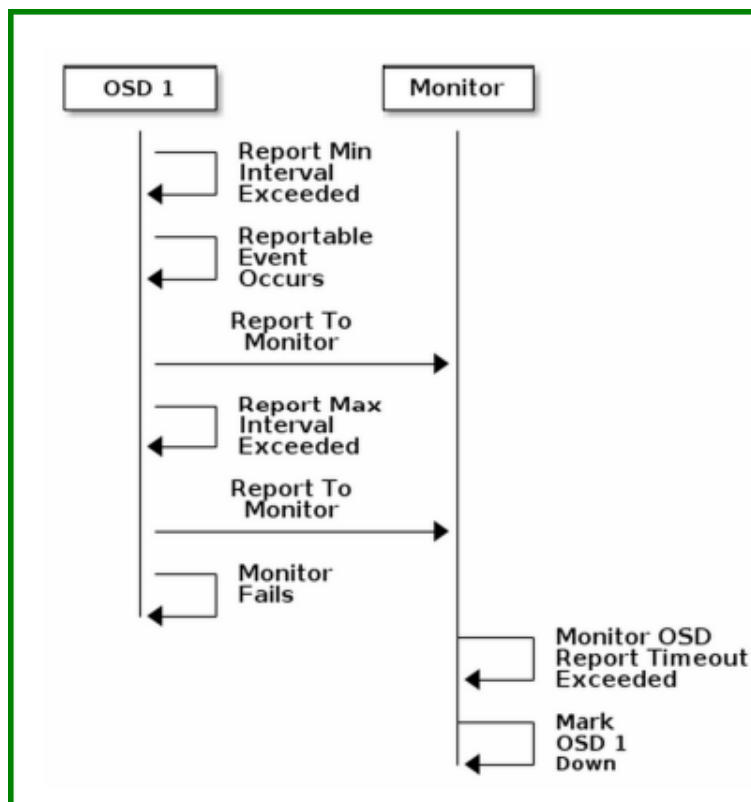 OSD 1
Monitor
Report Min
Interval
Exceeded
Reportable
Event
Occurs
Report To
Monitor
Report Max
Interval
Exceeded
Report To
Monitor
Monitor
Fails
Monitor OSD
Report Timeout
Exceeded
Mark
OSD 1
Down